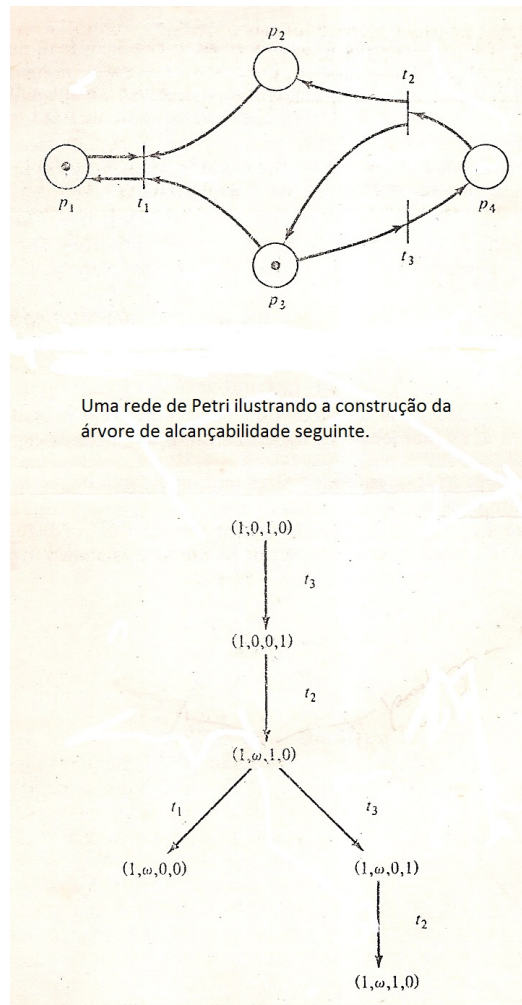 p2
t2
p1
t1
p4
t3
p3
Uma rede de Petri ilustrando a construção da
árvore de alcançabilidade seguinte.
(1,0,1,0)
t3
(1,0,0,1)
t2
(1,ω,1,0)
t1 t3
(1,ω,0,0) (1,ω,0,1)
t2
(1,ω,1,0)